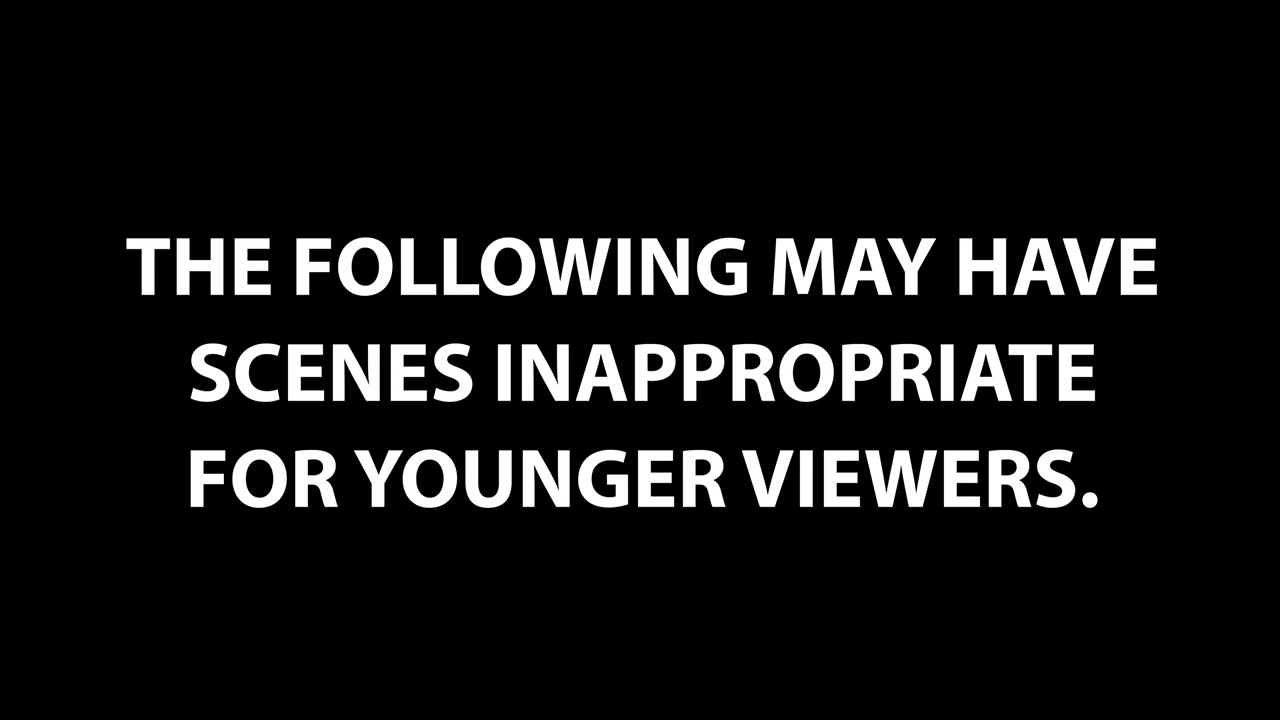 THE FOLLOWING MAY HAVE
SCENES INAPPROPRIATE
FOR YOUNGER VIEWERS.